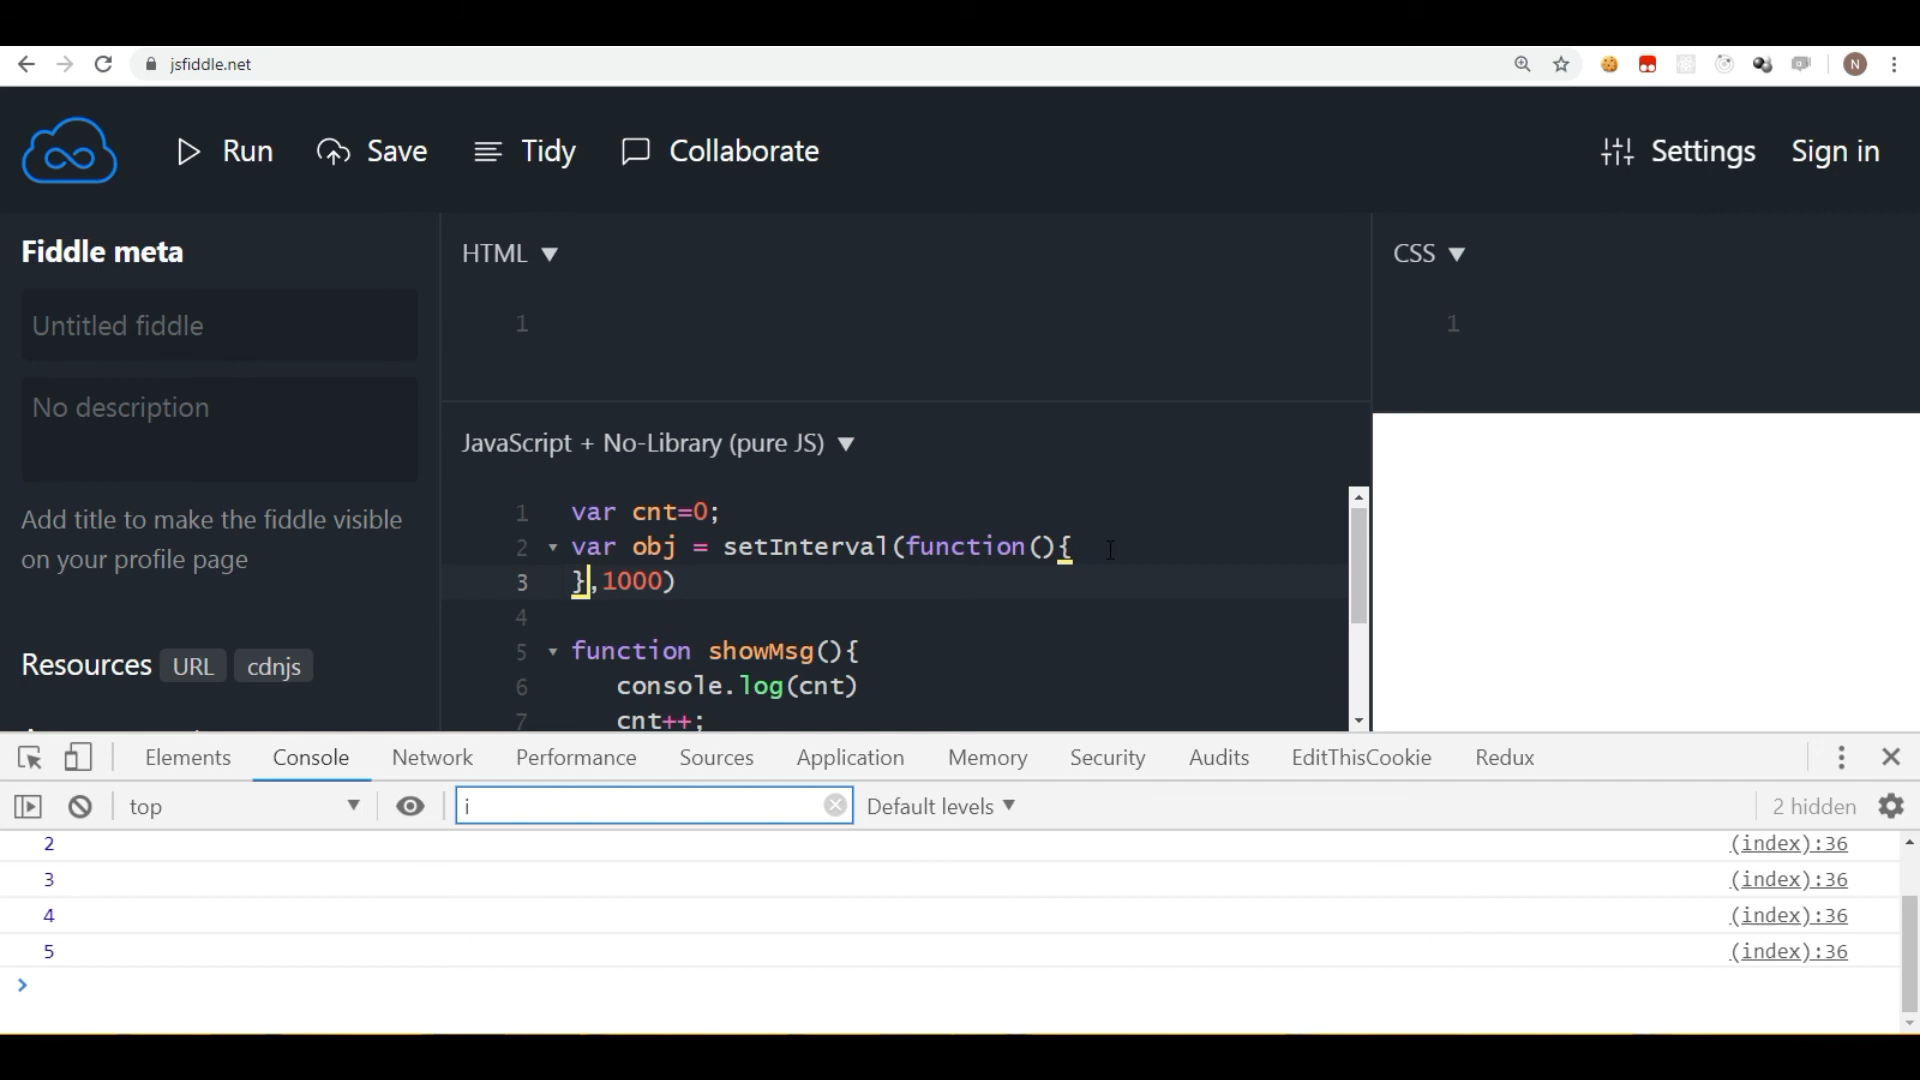 jsfiddle.net
N
Run Save Tidy Collaborate Settings Sign in
Fiddle meta
Untitled fiddle
No description
Add title to make the fiddle visible
on your profile page
Resources URL cdnjs
HTML ▼
1
CSS ▼
1
JavaScript + No-Library (pure JS) ▼
1 var cnt=0;
2 var obj = setInterval(function(){
3 },1000)
4
5 function showMsg(){
6 console.log(cnt)
7 cnt++;
Elements Console Network Performance Sources Application Memory Security Audits EditThisCookie Redux
top i Default levels ▼ 2 hidden
2 (index):36
3 (index):36
4 (index):36
5 (index):36